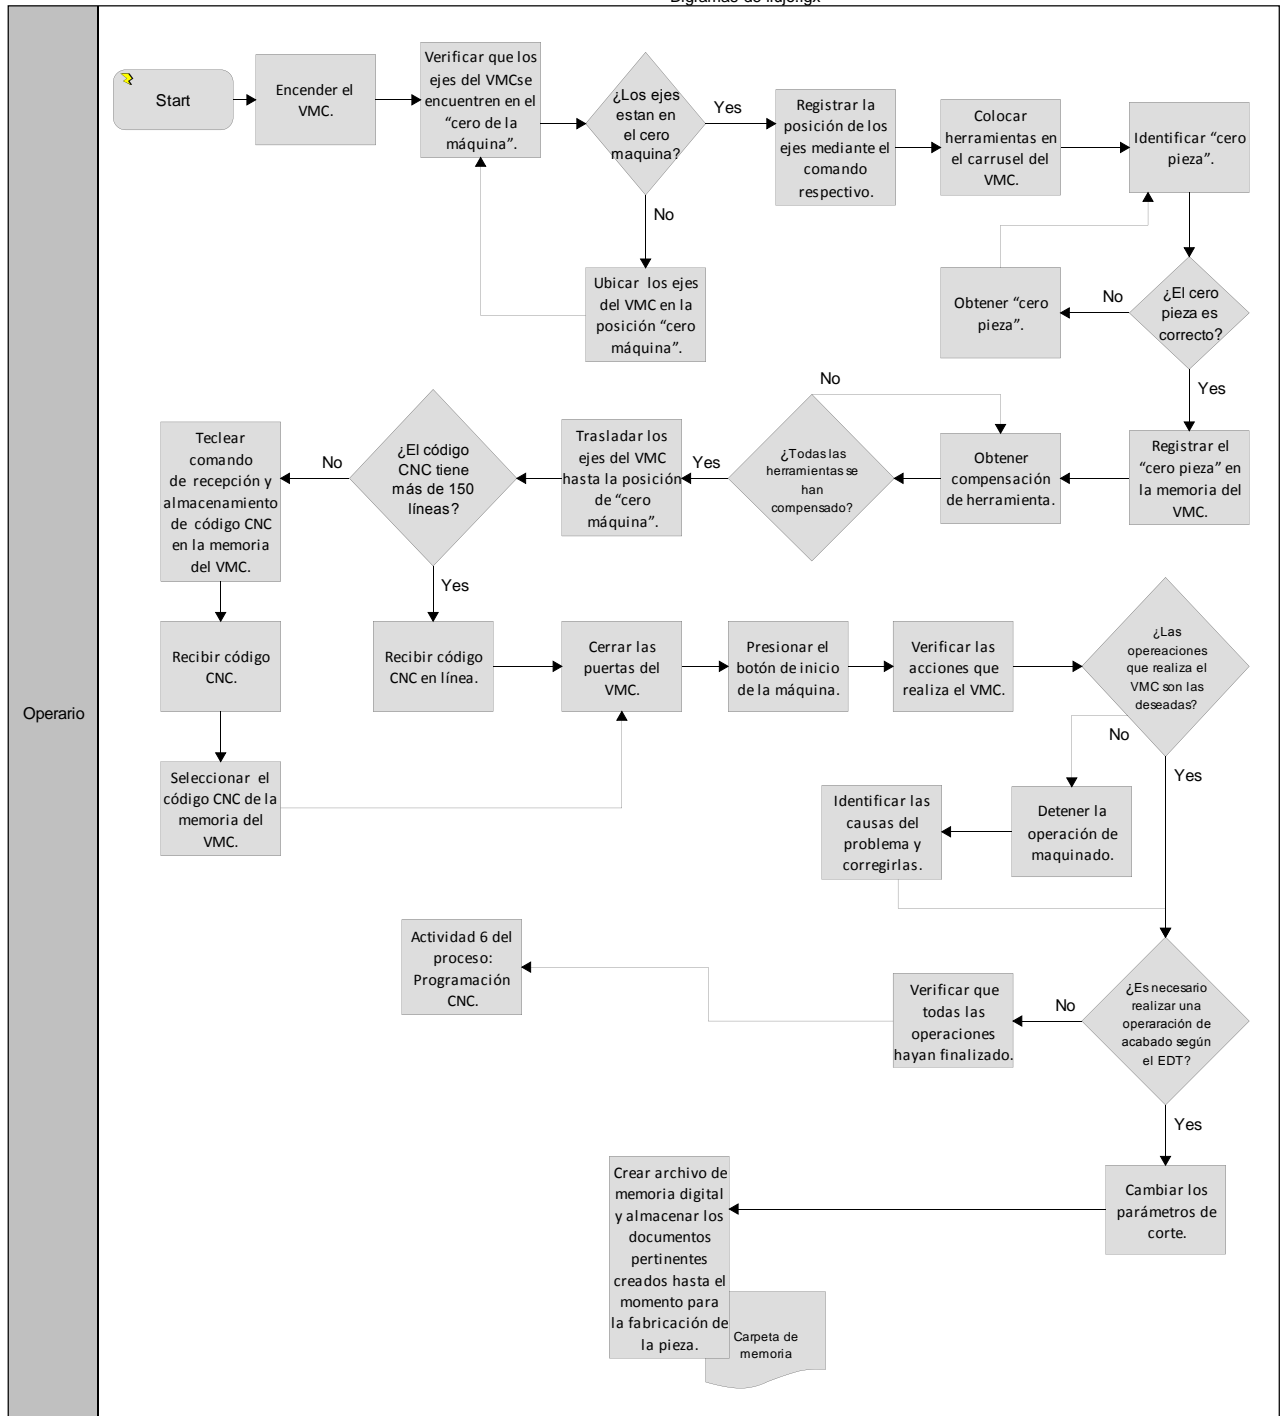 Start
Encender el
VMC.
Verificar que los
ejes del VMCse
encuentren en el
“cero de la
máquina”.
¿Los ejes
estan en
el cero
maquina?
Yes
Registrar la
posición de los
ejes mediante el
comando
respectivo.
Colocar
herramientas en
el carrusel del
VMC.
Identificar “cero
pieza”.
No
Ubicar los ejes
del VMC en la
posición “cero
máquina”.
Obtener “cero
pieza”.
No
¿El cero
pieza es
correcto?
Yes
Registrar el
“cero pieza” en
la memoria del
VMC.
Obtener
compensación
de herramienta.
No
¿Todas las
herramientas se
han
compensado?
Yes
Trasladar los
ejes del VMC
hasta la posición
de “cero
máquina”.
¿El código
CNC tiene
más de 150
líneas?
No
Teclear
comando
de recepción y
almacenamiento
de código CNC
en la memoria
del VMC.
Yes
Recibir código
CNC.
Recibir código
CNC en línea.
Cerrar las
puertas del
VMC.
Presionar el
botón de inicio
de la máquina.
Verificar las
acciones que
realiza el VMC.
¿Las
opereaciones
que realiza el
VMC son las
deseadas?
Operario
No
Yes
Seleccionar el
código CNC de la
memoria del
VMC.
Identificar las
causas del
problema y
corregirlas.
Detener la
operación de
maquinado.
Actividad 6 del
proceso:
Programación
CNC.
Verificar que
todas las
operaciones
hayan finalizado.
No
¿Es necesario
realizar una
operaración de
acabado según
el EDT?
Yes
Cambiar los
parámetros de
corte.
Crear archivo de
memoria digital
y almacenar los
documentos
pertinentes
creados hasta el
momento para
la fabricación de
la pieza.
Carpeta de
memoria